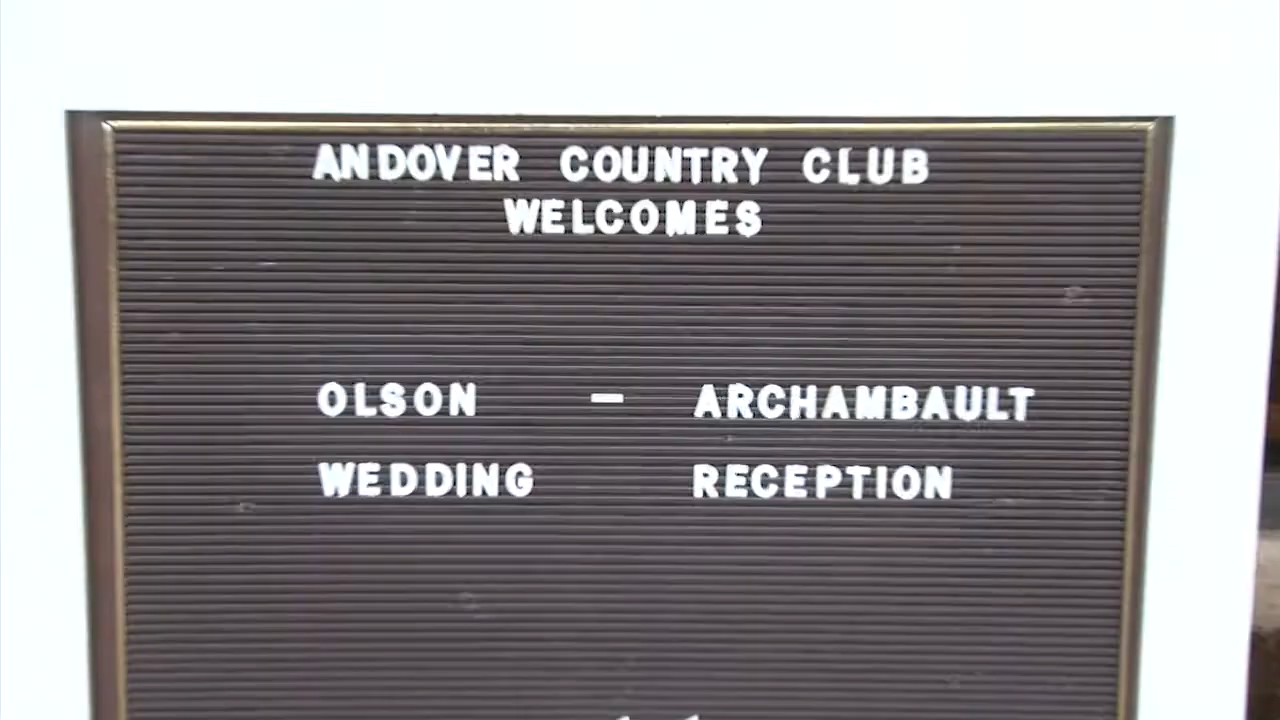 ANDOVER COUNTRY CLUB
WELCOMES
OLSON - ARCHAMBAULT
WEDDING RECEPTION